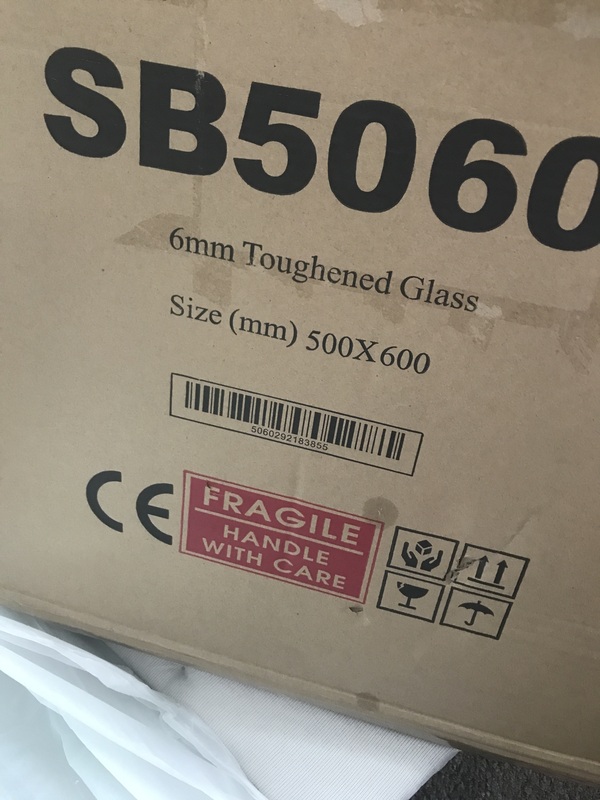 SB5060
6mm Toughened Glass
Size (mm) 500X600
5060292183855
CE
FRAGILE
HANDLE
WITH CARE